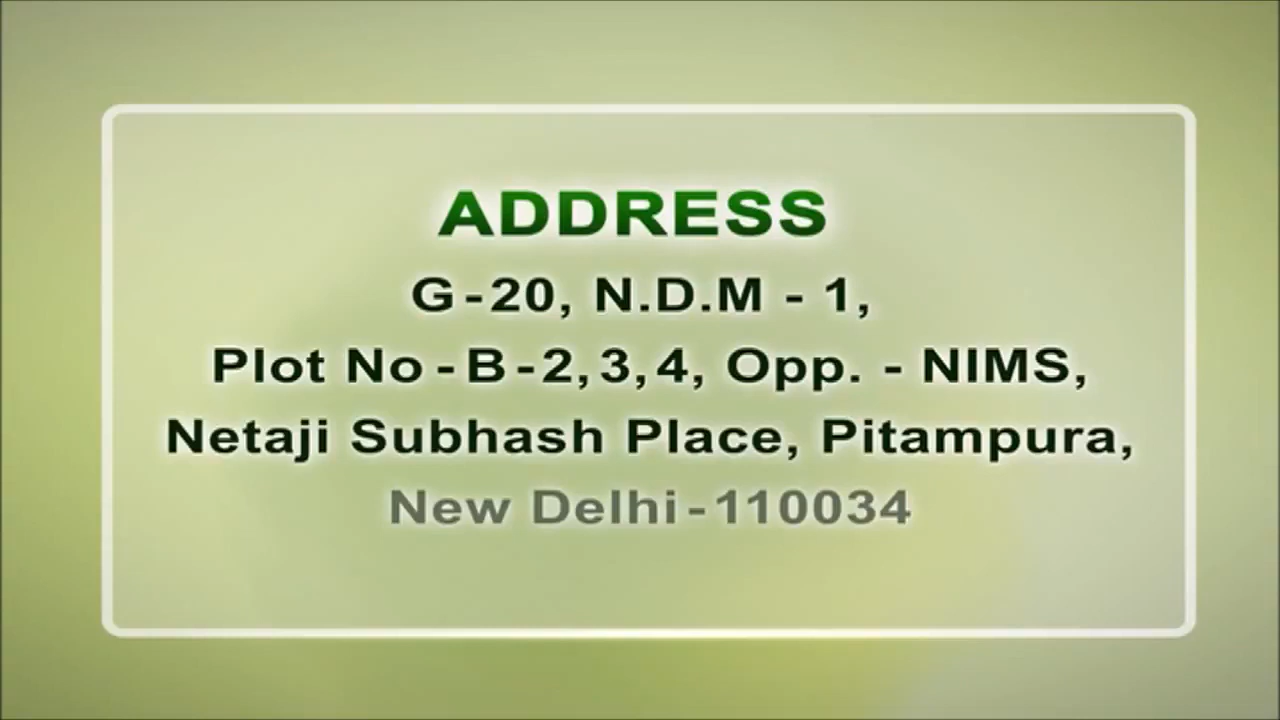 ADDRESS
G-20, N.D.M - 1,
Plot No-B-2,3,4, Opp. - NIMS,
Netaji Subhash Place, Pitampura,
New Delhi-110034